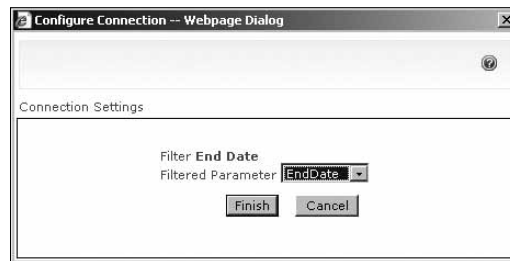 Configure Connection -- Webpage Dialog
Connection Settings
Filter End Date
Filtered Parameter EndDate
Finish Cancel